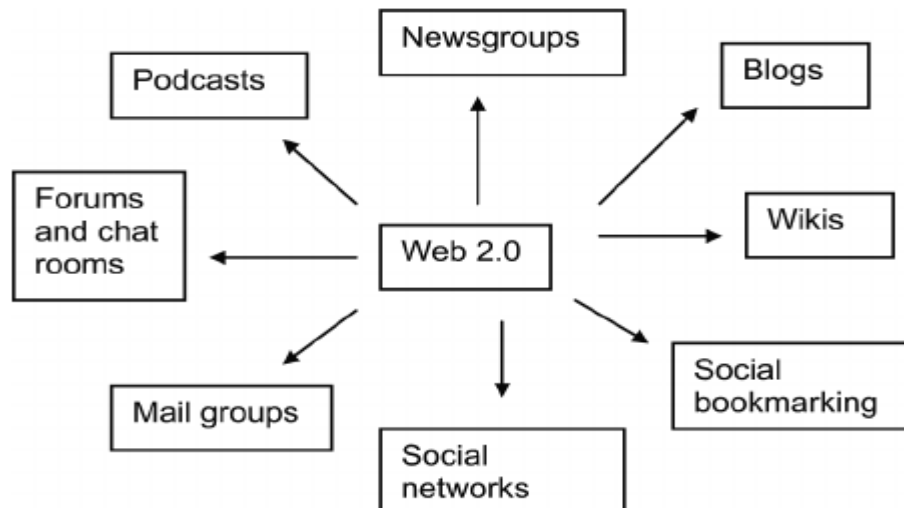 Newsgroups
Podcasts
Blogs
Forums
and chat
rooms
Web 2.0
Wikis
Mail groups
Social
bookmarking
Social
networks